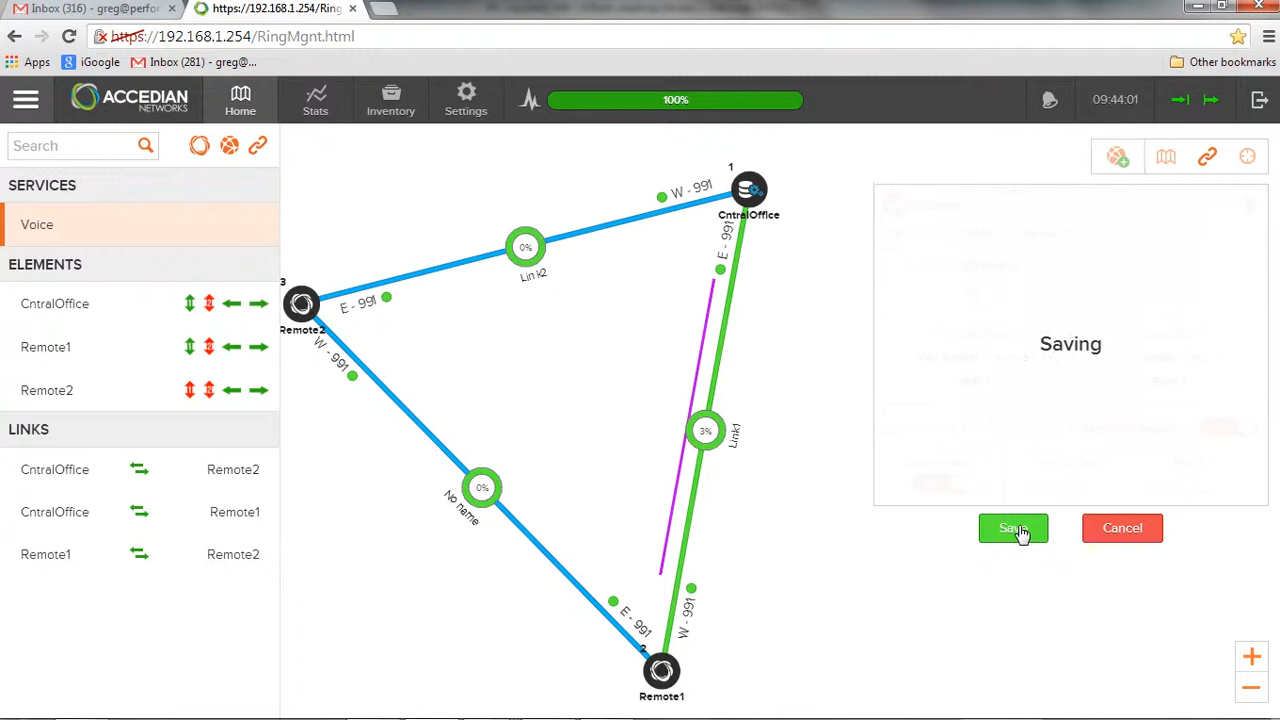 Inbox (316) - greg@perfor
https://192.168.1.254/Rin
https://192.168.1.254/RingMgnt.html
Apps iGoogle Inbox (281) - greg@... Other bookmarks
ACCEDIAN NETWORKS Home Stats Inventory Settings 100% 09:44:01
Search
SERVICES
Voice
ELEMENTS
CntralOffice
Remote1
Remote2
LINKS
CntralOffice Remote2
CntralOffice Remote1
Remote1 Remote2
1
CntralOffice
W - 991
E - 991
0%
Link2
3
Remote2
E - 991
W - 991
3%
Link1
0%
No name
E - 991
W - 991
2
Remote1
Saving
Save Cancel